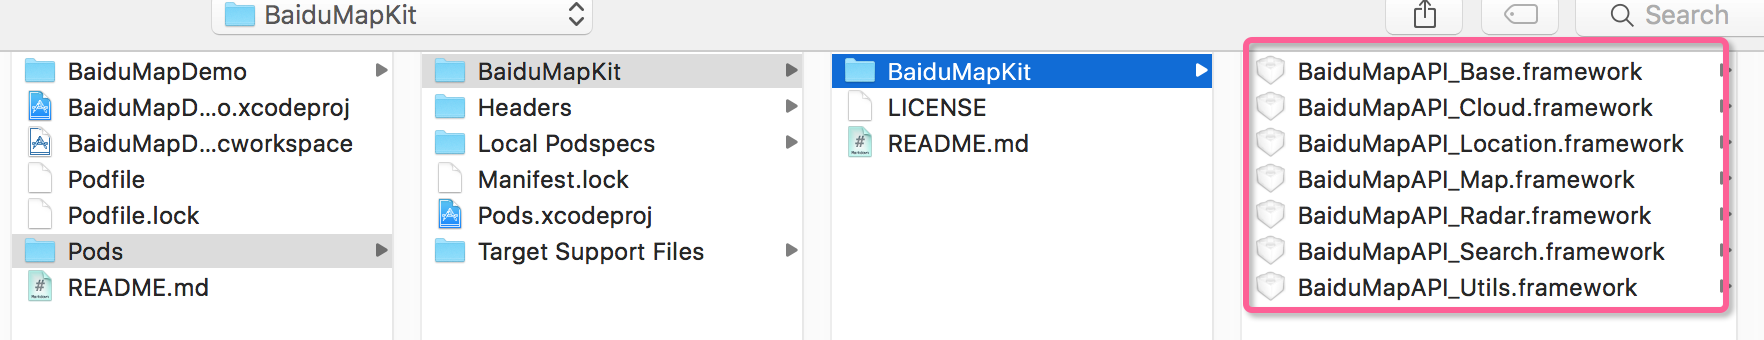 BaiduMapKit
Search
BaiduMapDemo
BaiduMapD...o.xcodeproj
BaiduMapD...cworkspace
Podfile
Podfile.lock
Pods
README.md
BaiduMapKit
Headers
Local Podspecs
Manifest.lock
Pods.xcodeproj
Target Support Files
BaiduMapKit
LICENSE
README.md
BaiduMapAPI_Base.framework
BaiduMapAPI_Cloud.framework
BaiduMapAPI_Location.framework
BaiduMapAPI_Map.framework
BaiduMapAPI_Radar.framework
BaiduMapAPI_Search.framework
BaiduMapAPI_Utils.framework